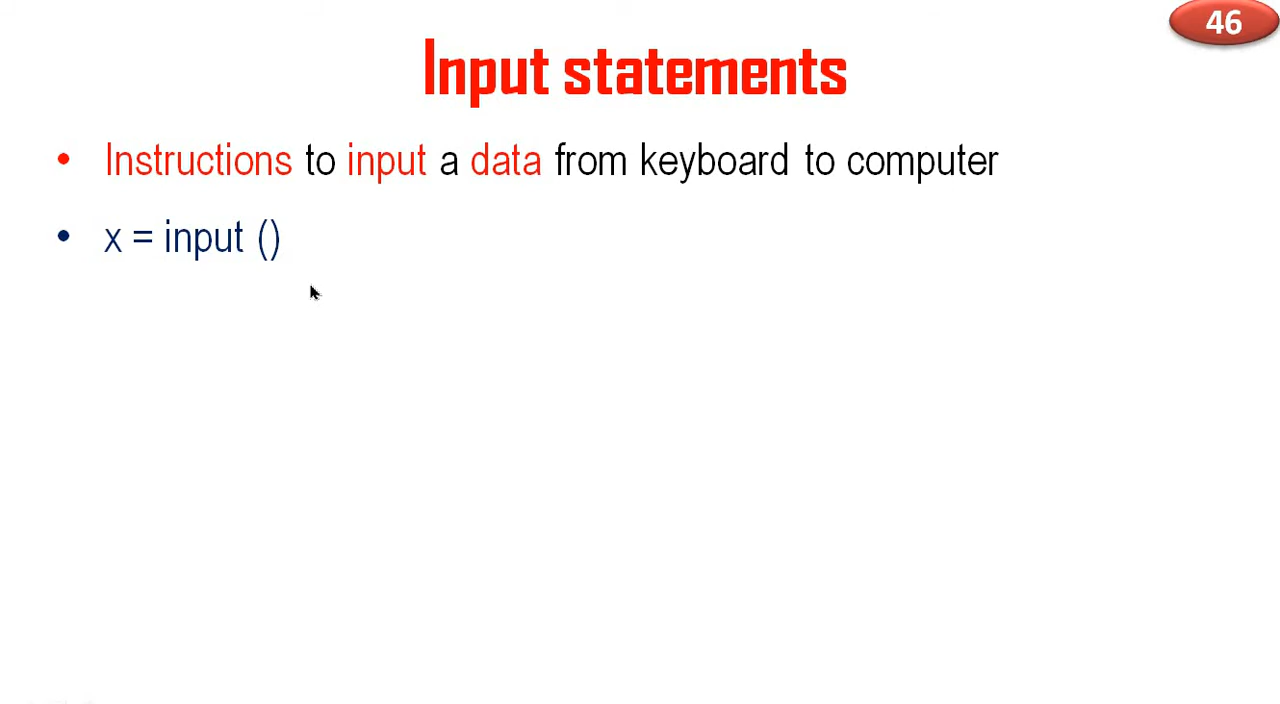 46
Input statements
• Instructions to input a data from keyboard to computer
• x = input ()